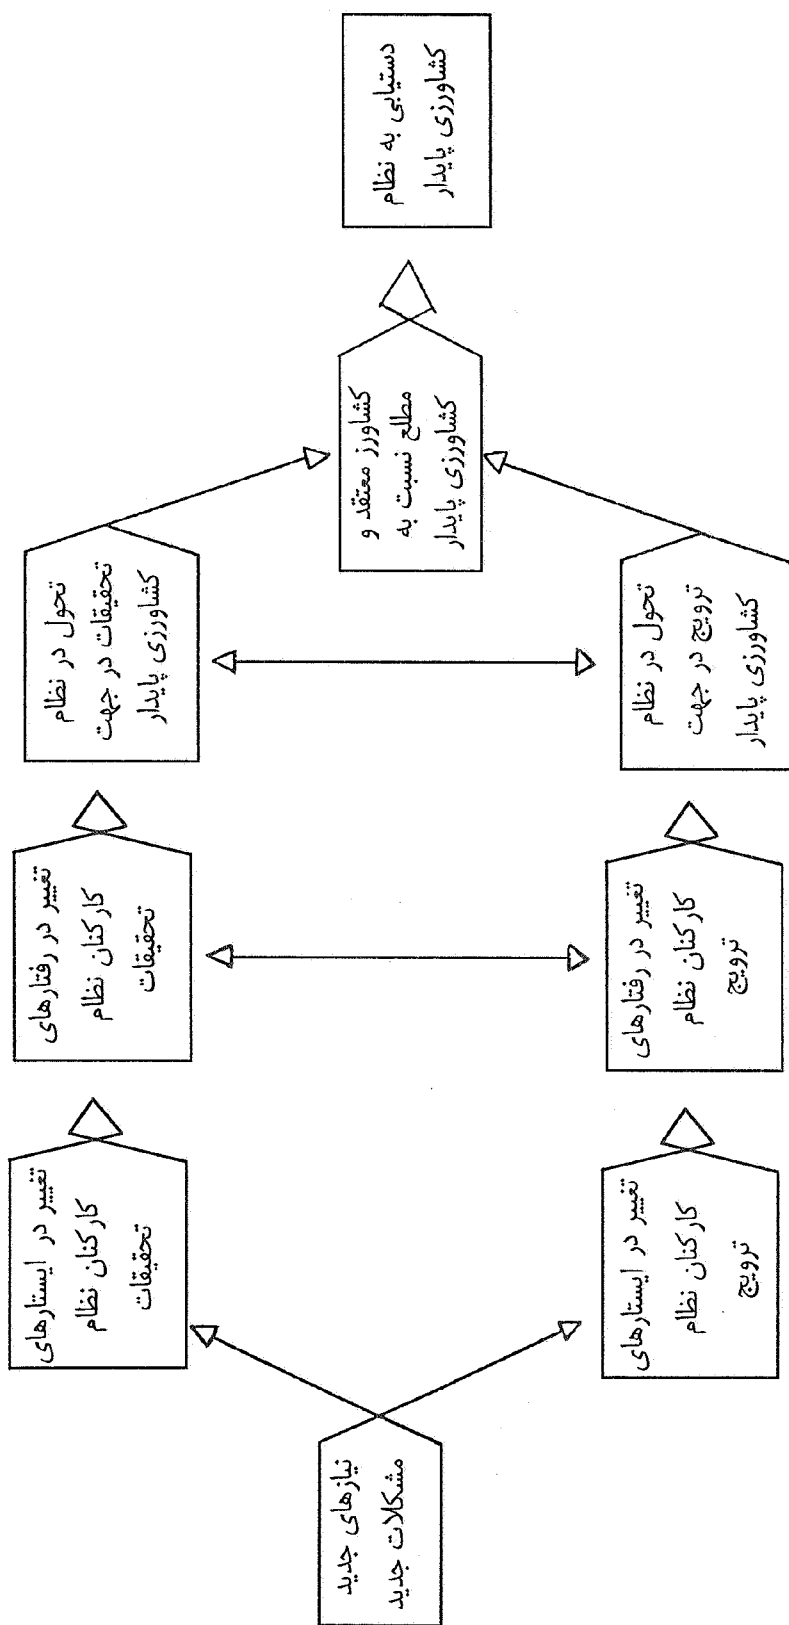 نیازهای جدید
مشکلات جدید
تغییر در ایستارهای
کارکنان نظام
تحقیقات
تغییر در ایستارهای
کارکنان نظام
ترویج
تغییر در رفتارهای
کارکنان نظام
تحقیقات
تغییر در رفتارهای
کارکنان نظام
ترویج
تحول در نظام
تحقیقات در جهت
کشاورزی پایدار
تحول در نظام
ترویج در جهت
کشاورزی پایدار
کشاورز معتقد و
مطلع نسبت به
کشاورزی پایدار
دستیابی به نظام
کشاورزی پایدار